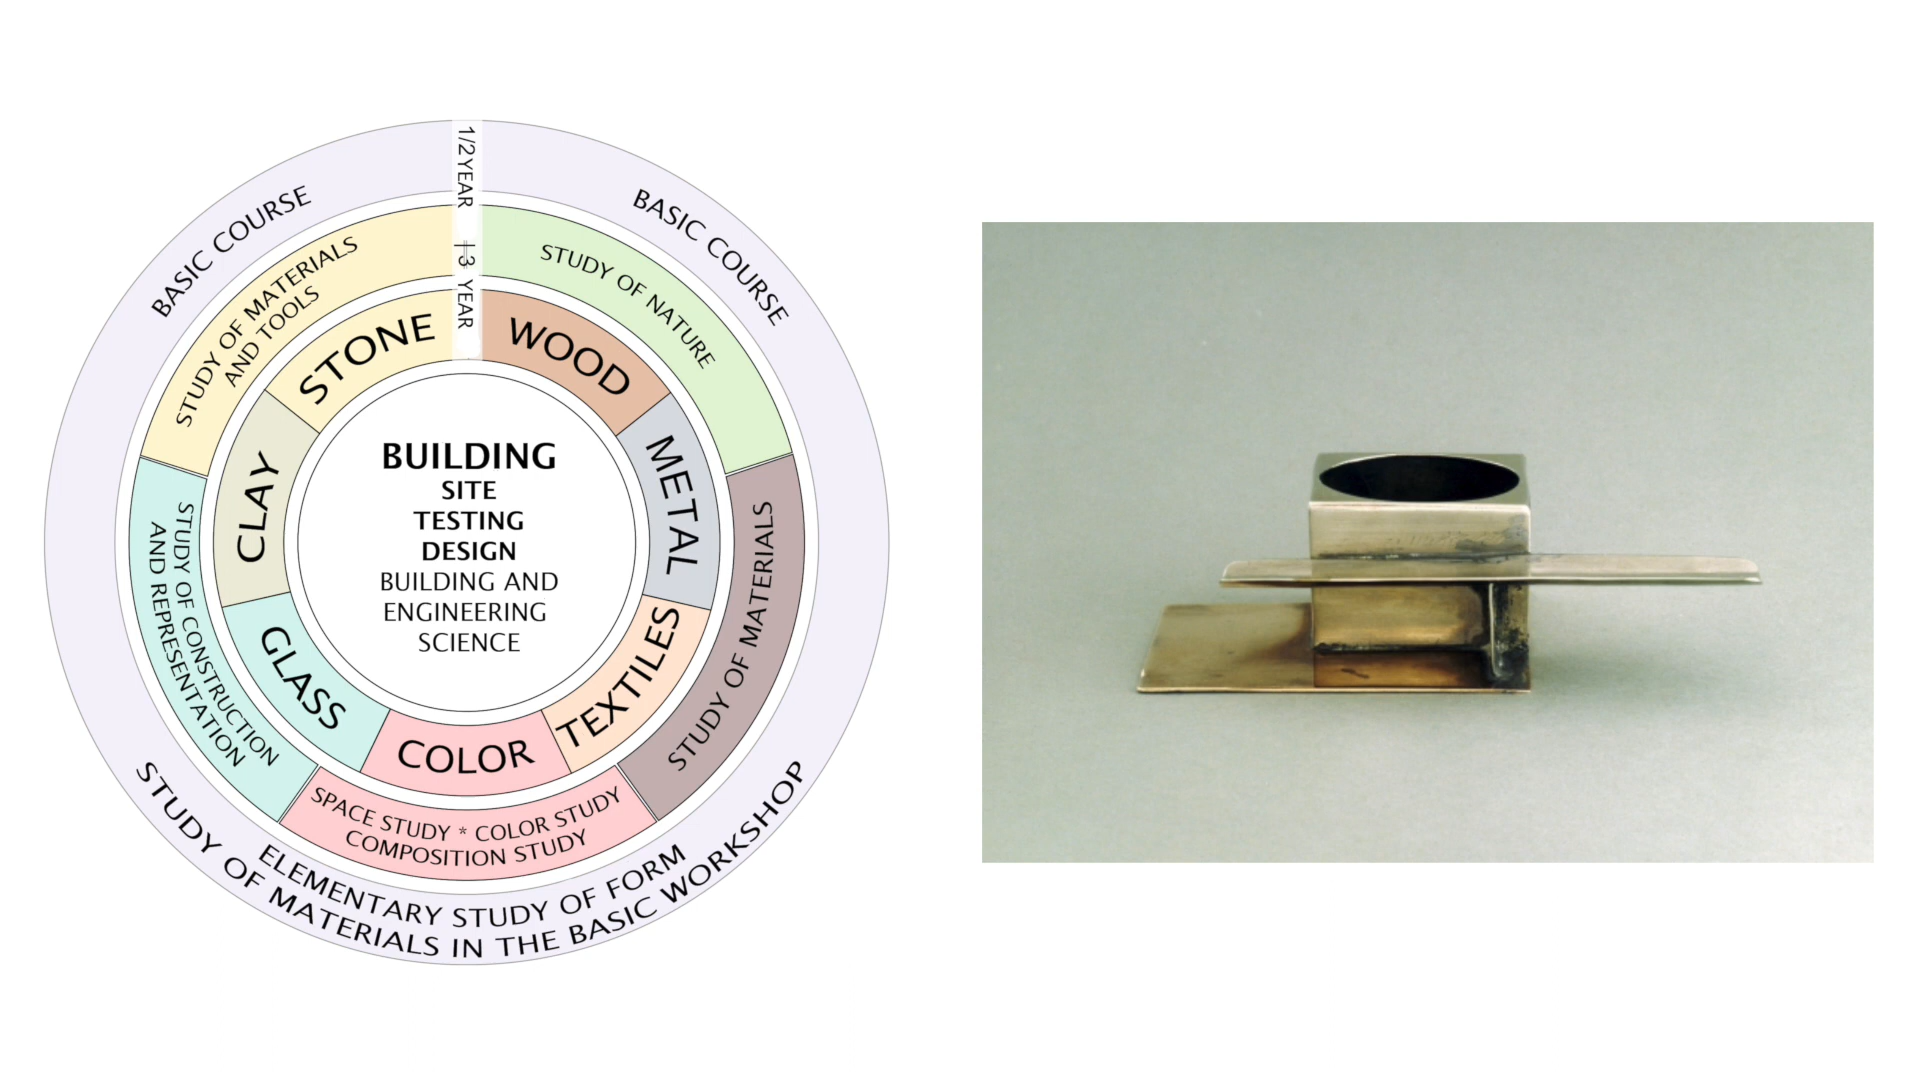 1/2 YEAR
3 YEAR
BASIC COURSE
BASIC COURSE
STUDY OF MATERIALS
AND TOOLS
STUDY OF NATURE
STONE
WOOD
CLAY
METAL
BUILDING
SITE
TESTING
DESIGN
BUILDING AND
ENGINEERING
SCIENCE
STUDY OF CONSTRUCTION
AND REPRESENTATION
STUDY OF MATERIALS
GLASS
TEXTILES
COLOR
SPACE STUDY * COLOR STUDY
COMPOSITION STUDY
ELEMENTARY STUDY OF FORM
STUDY OF MATERIALS IN THE BASIC WORKSHOP